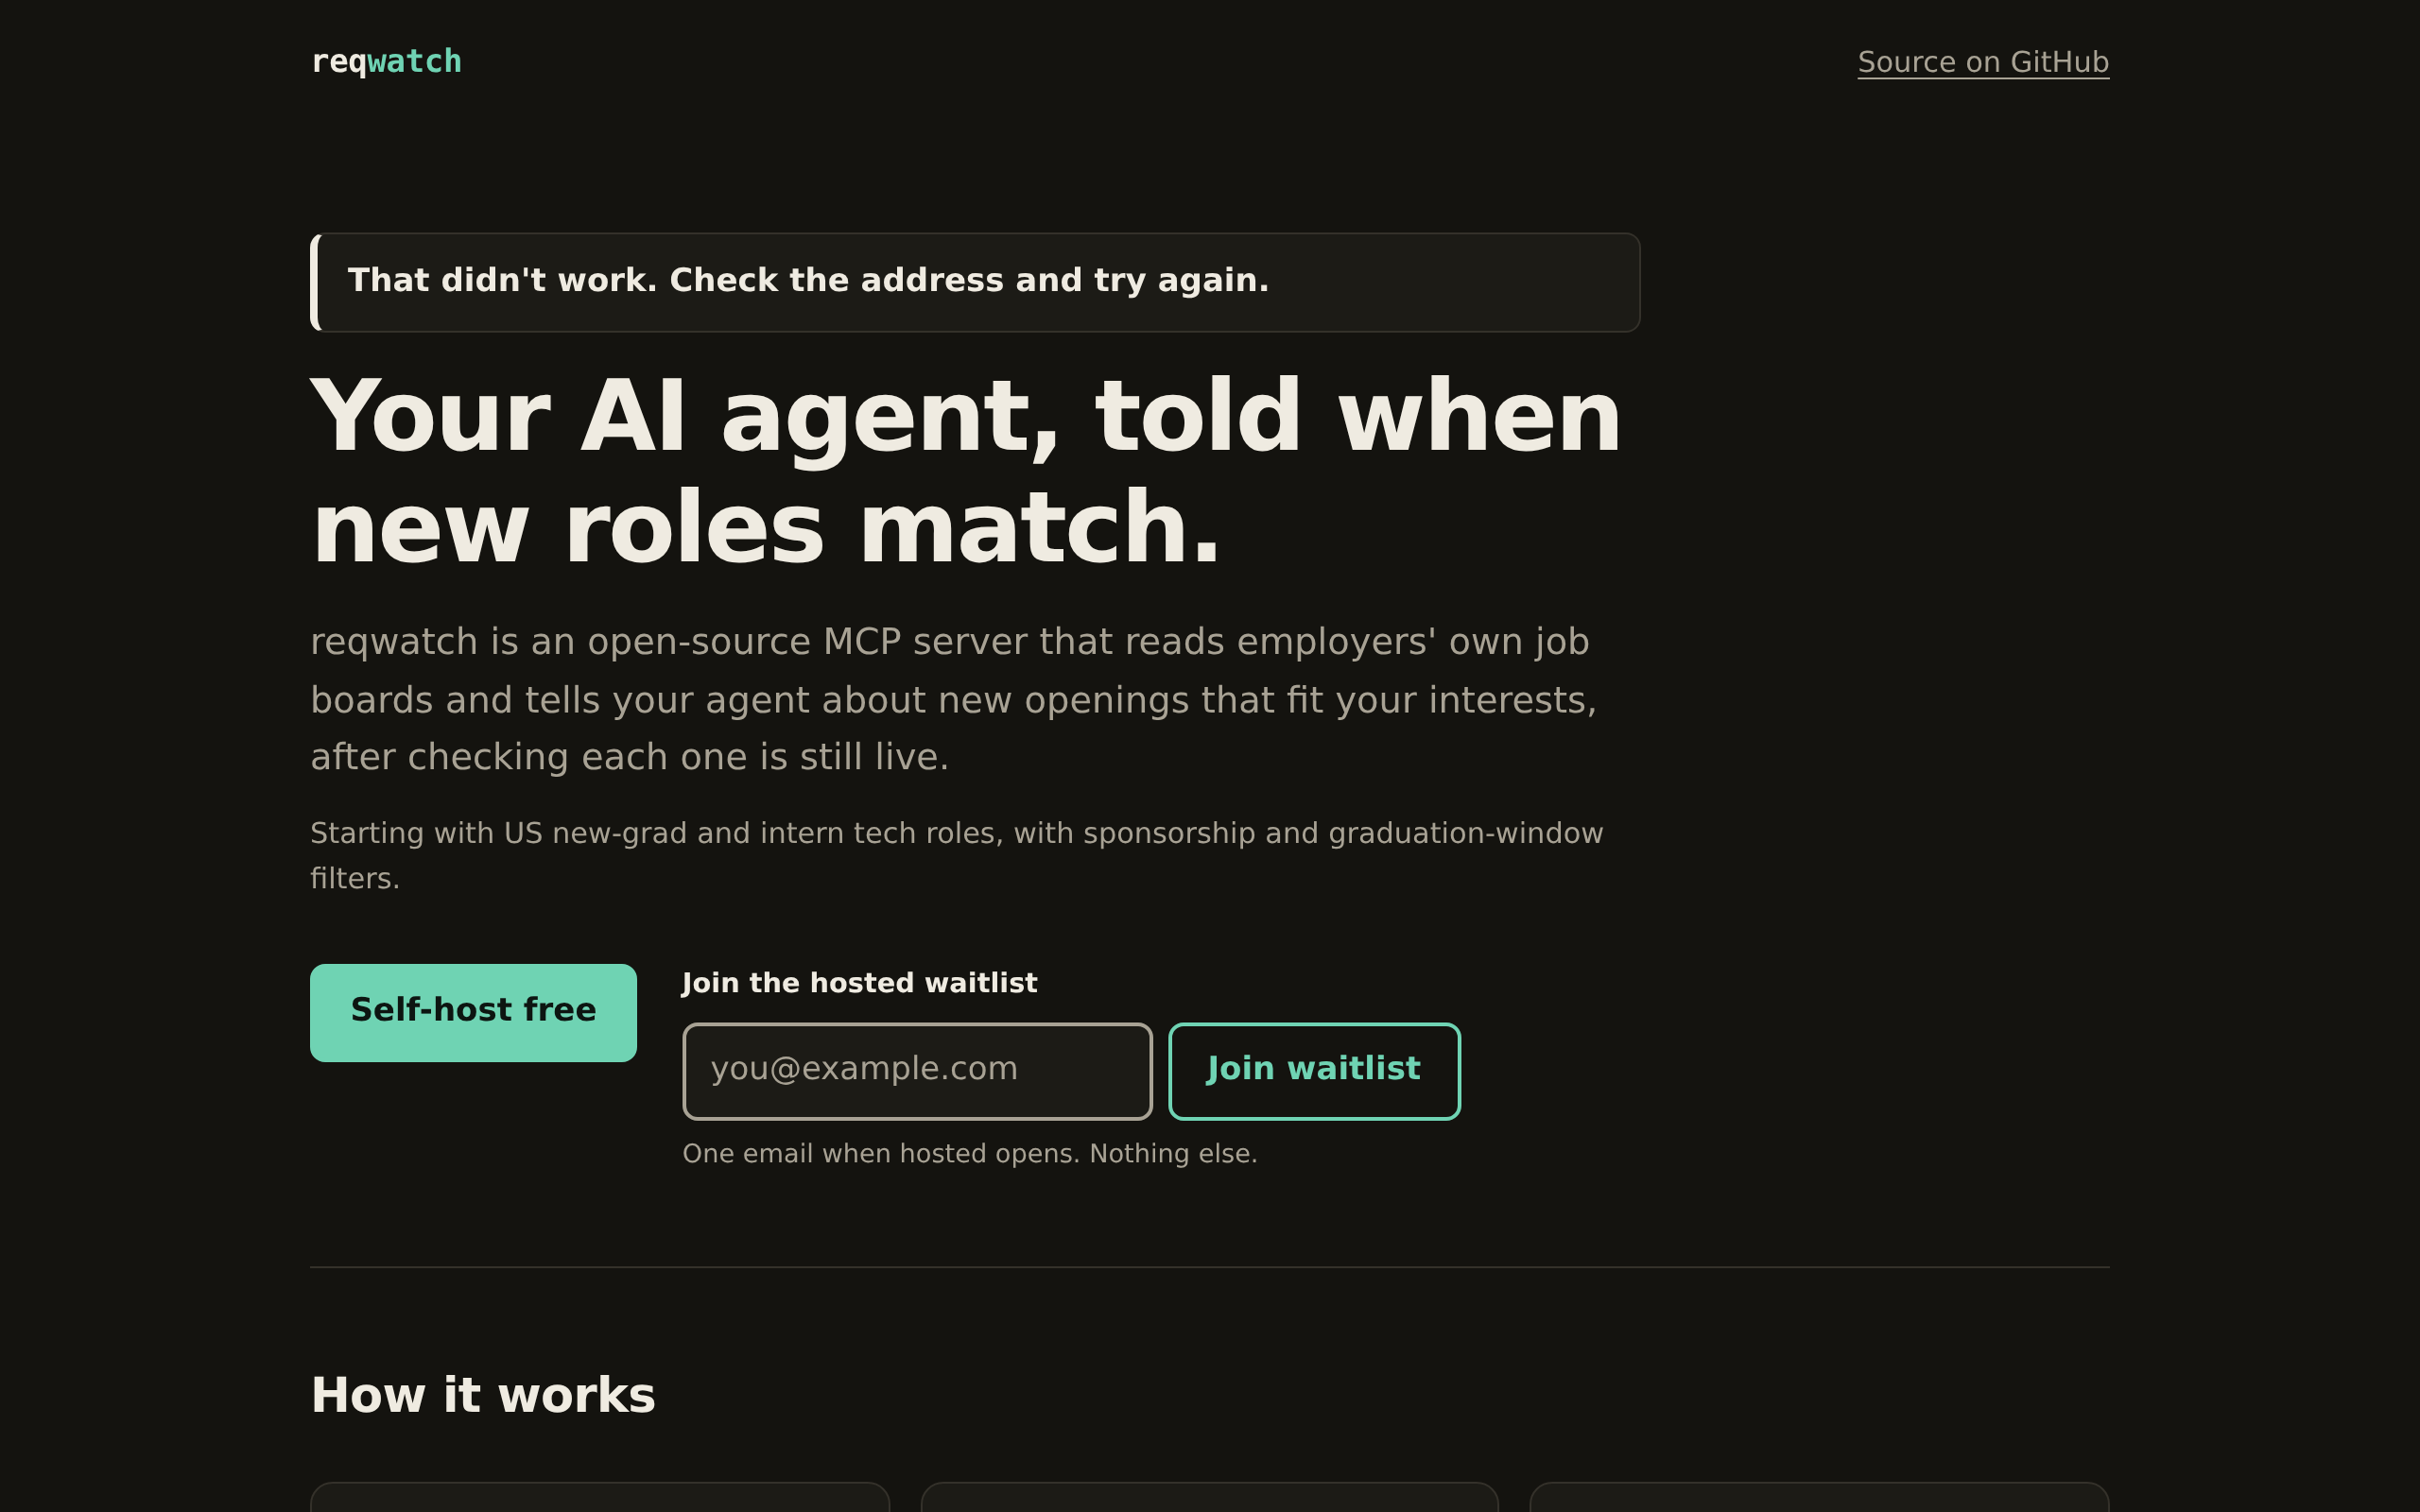 reqwatch
Source on GitHub
That didn't work. Check the address and try again.
Your AI agent, told when
new roles match.
reqwatch is an open-source MCP server that reads employers' own job
boards and tells your agent about new openings that fit your interests,
after checking each one is still live.
Starting with US new-grad and intern tech roles, with sponsorship and graduation-window
filters.
Self-host free
Join the hosted waitlist
you@example.com
Join waitlist
One email when hosted opens. Nothing else.
How it works